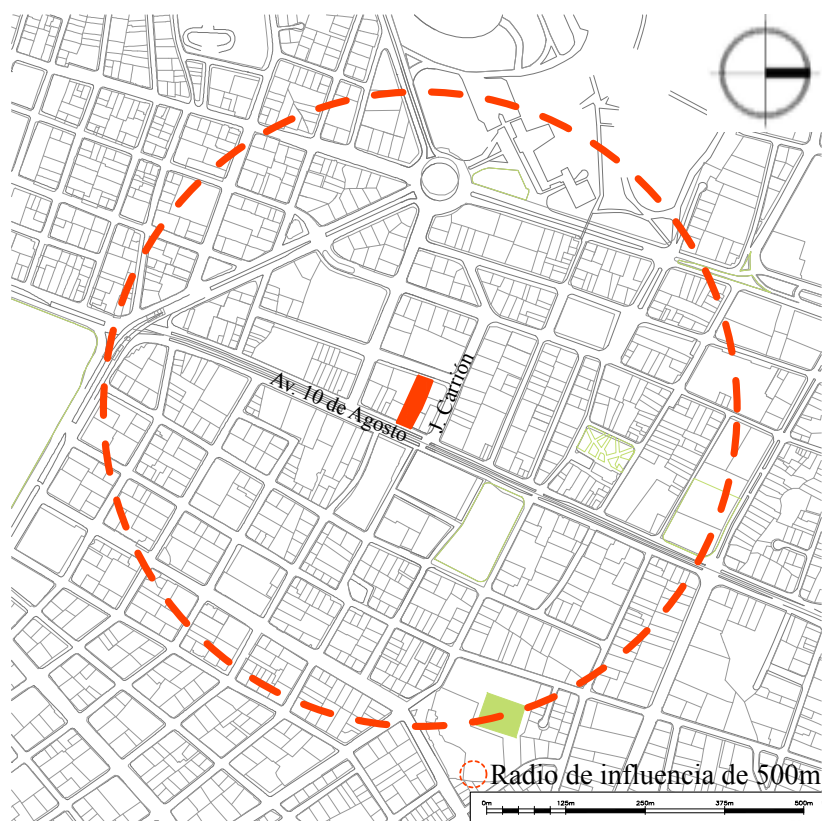 Av. 10 de Agosto
J. Carrión
Radio de influencia de 500m
0m 125m 250m 375m 500m